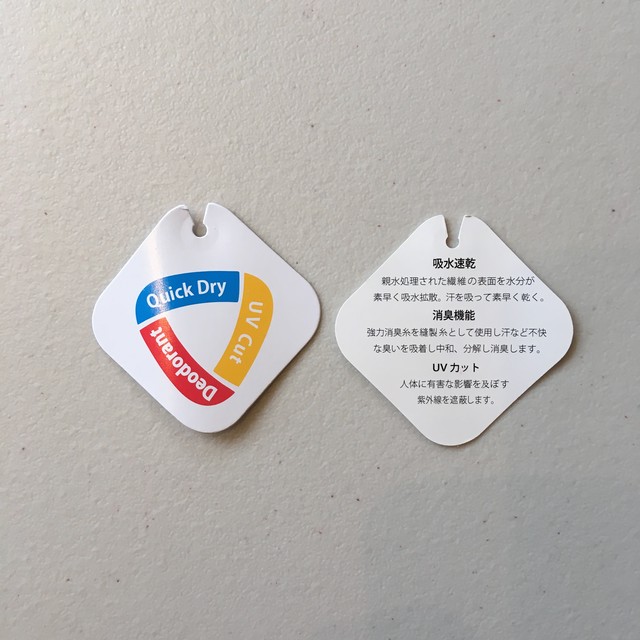 Quick Dry
UV Cut
Deodorant
吸水速乾
親水処理された繊維の表面を水分が
素早く吸水拡散。汗を吸って素早く乾く。
消臭機能
強力消臭糸を縫製糸として使用し汗など不快
な臭いを吸着し中和、分解し消臭します。
UVカット
人体に有害な影響を及ぼす
紫外線を遮蔽します。